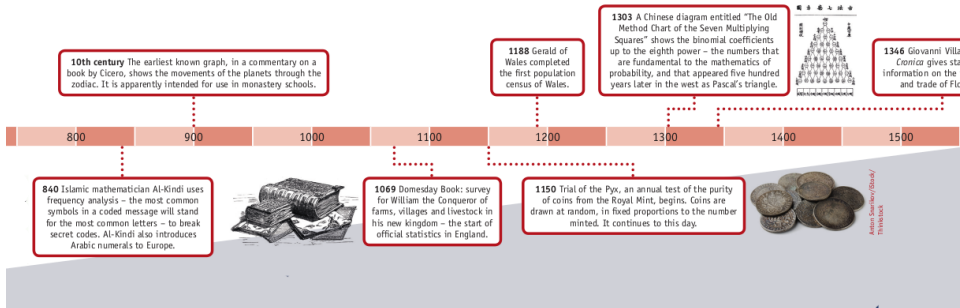 10th century The earliest known graph, in a commentary on a
book by Cicero, shows the movements of the planets through the
zodiac. It is apparently intended for use in monastery schools.
1188 Gerald of
Wales completed
the first population
census of Wales.
1303 A Chinese diagram entitled “The Old
Method Chart of the Seven Multiplying
Squares” shows the binomial coefficients
up to the eighth power – the numbers that
are fundamental to the mathematics of
probability, and that appeared five hundred
years later in the west as Pascal’s triangle.
1346 Giovanni
Cronica gives
information on the
and trade of
800 900 1000 1100 1200 1300 1400 1500
840 Islamic mathematician Al-Kindi uses
frequency analysis – the most common
symbols in a coded message will stand
for the most common letters – to break
secret codes. Al-Kindi also introduces
Arabic numerals to Europe.
1069 Domesday Book: survey
for William the Conqueror of
farms, villages and livestock in
his new kingdom – the start of
official statistics in England.
1150 Trial of the Pyx, an annual test of the purity
of coins from the Royal Mint, begins. Coins are
drawn at random, in fixed proportions to the number
minted. It continues to this day.
Thinkstock